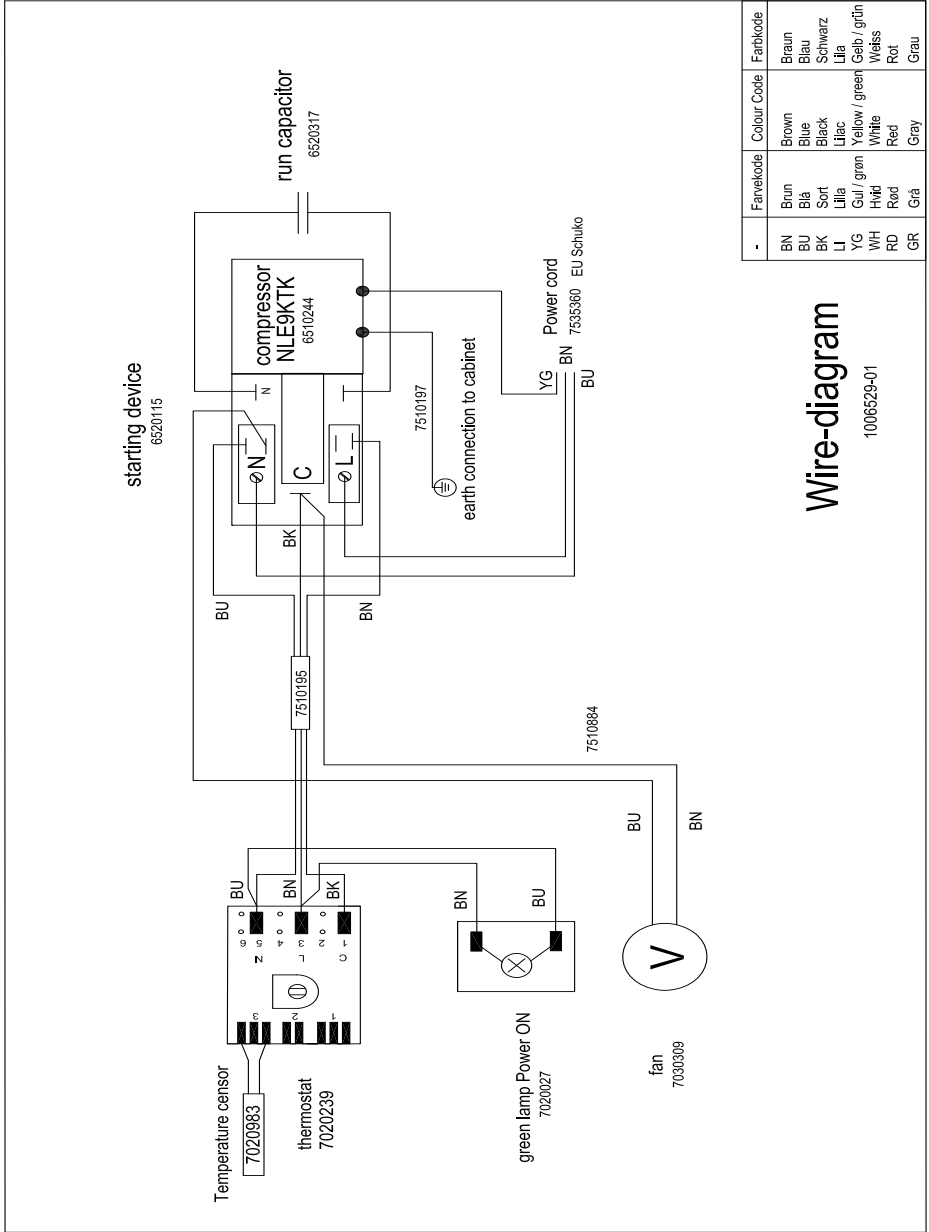 starting device
6520115
run capacitor
6520317
compressor
NLE9KTK
6510244
N
N
C
L
BK
BU
BN
7510195
7510197
earth connection to cabinet
Power cord
7535360 EU Schuko
YG
BN
BU
Temperature censor
7020983
thermostat
7020239
3
2
1
N
L
C
6
5
4
3
2
1
BU
BN
BK
green lamp Power ON
7020027
BN
BU
fan
7030309
V
BU
BN
7510884
Wire-diagram
1006529-01
- Farvekode Colour Code Farbkode
BN Brun Brown Braun
BU Blå Blue Blau
BK Sort Black Schwarz
LI Lilla Lilac Lila
YG Gul / grøn Yellow / green Gelb / grün
WH Hvid White Weiss
RD Rød Red Rot
GR Grå Gray Grau